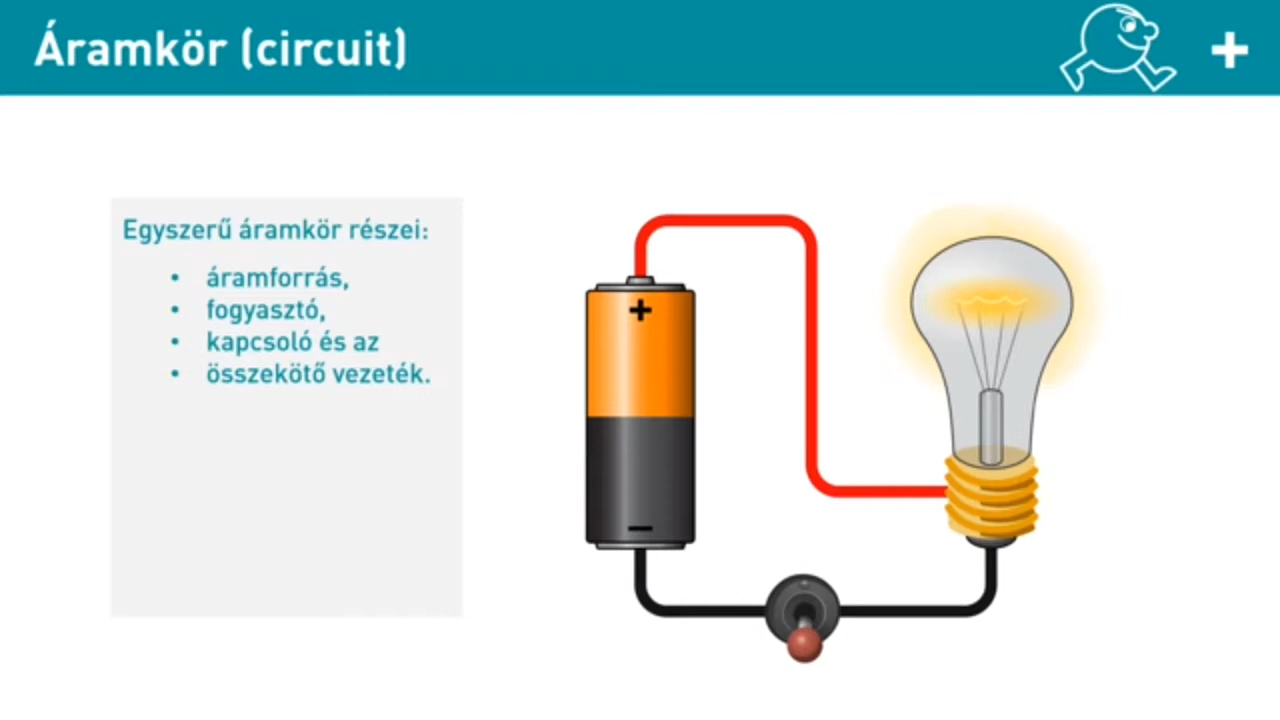 Áramkör (circuit)
+
Egyszerű áramkör részei:
• áramforrás,
• fogyasztó,
• kapcsoló és az
• összekötő vezeték.
+
−